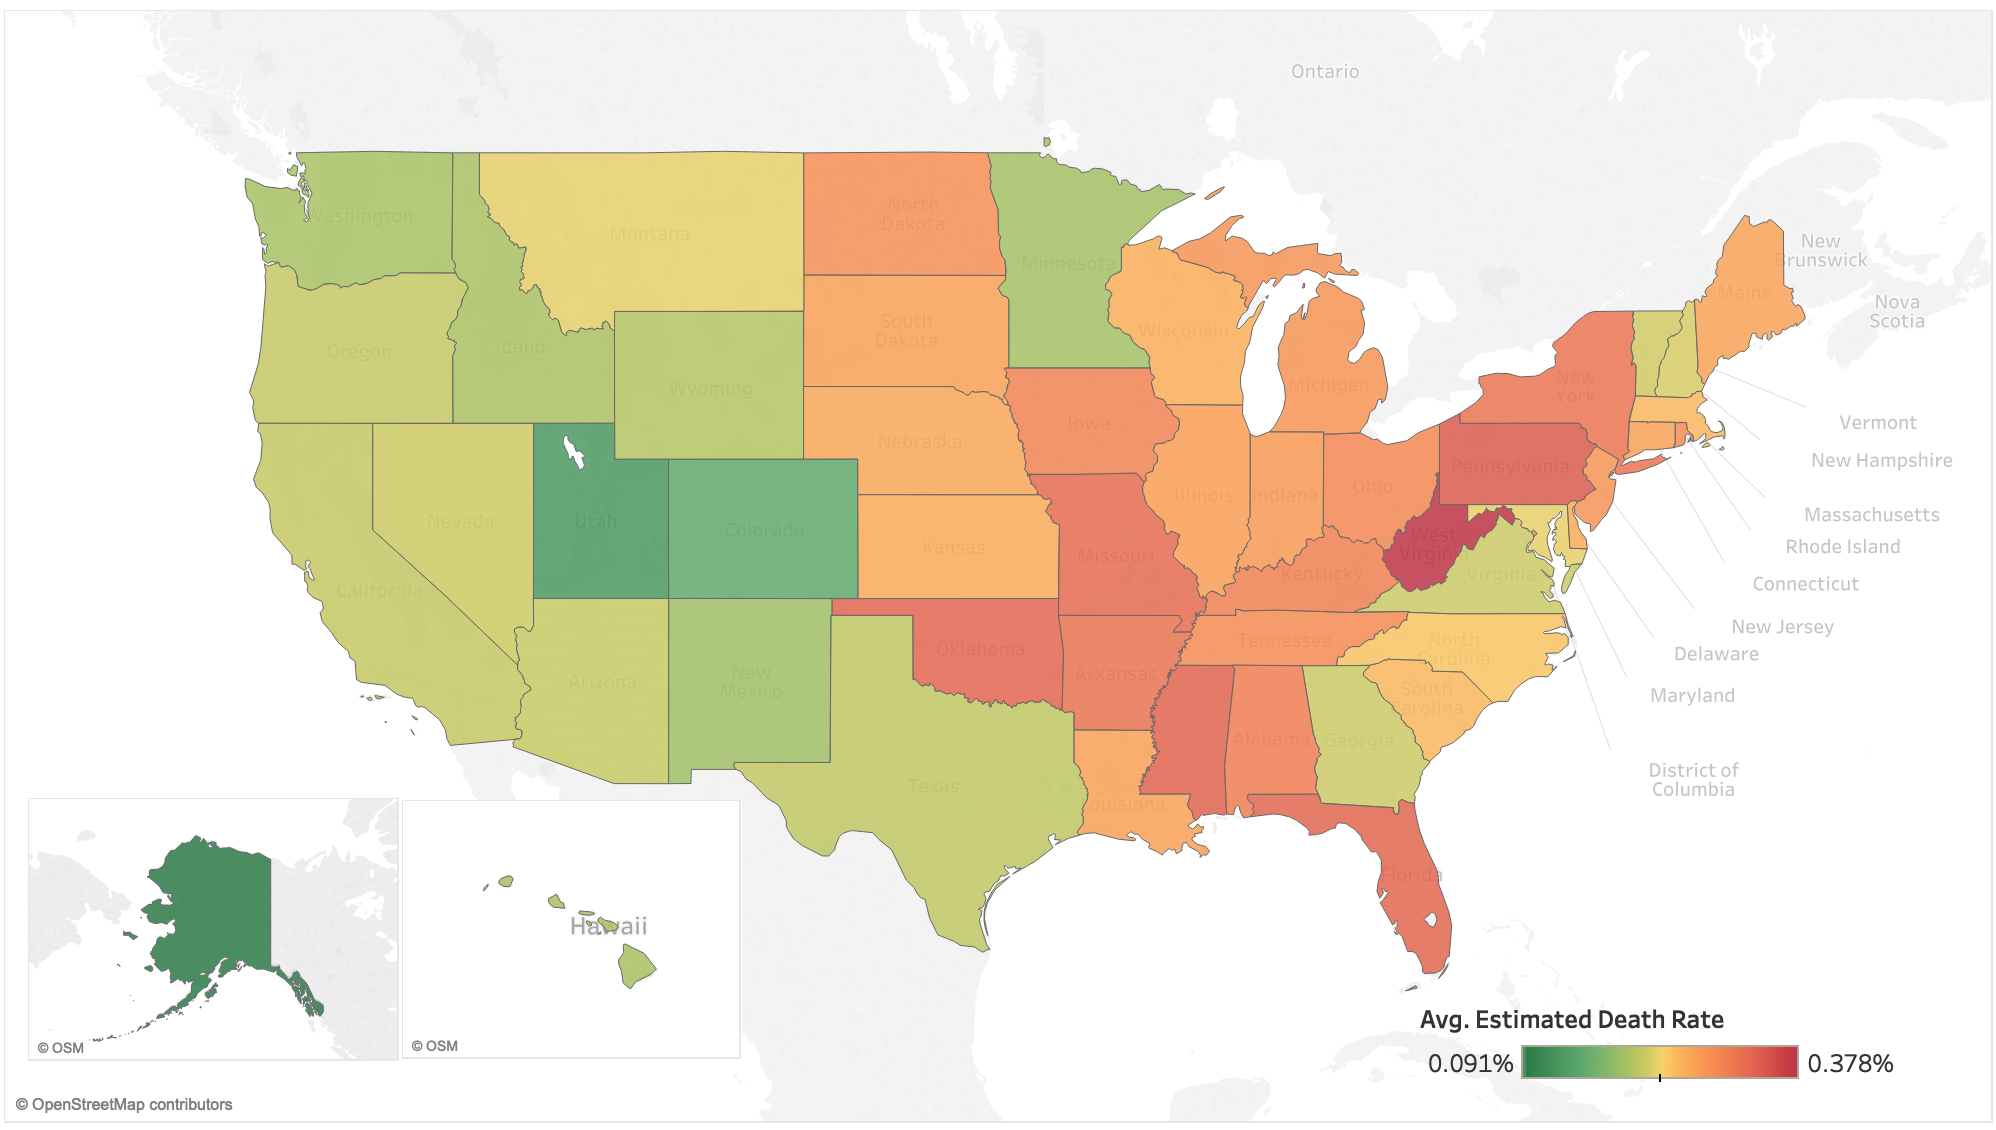 Ontario
Washington
Montana
North
Dakota
Minnesota
New
Brunswick
Maine
Nova
Scotia
Oregon
Idaho
Wyoming
South
Dakota
Wisconsin
Michigan
New
York
Vermont
New Hampshire
Massachusetts
Rhode Island
Connecticut
New Jersey
Delaware
Maryland
District of
Columbia
Iowa
Nebraska
Pennsylvania
Illinois
Indiana
Ohio
Nevada
Utah
Colorado
Kansas
Missouri
West
Virginia
Virginia
Kentucky
California
Arizona
New
Mexico
Oklahoma
Arkansas
Tennessee
North
Carolina
South
Carolina
Texas
Louisiana
Alabama
Georgia
Florida
Hawaii
© OSM
© OSM
Avg. Estimated Death Rate
0.091%
0.378%
© OpenStreetMap contributors